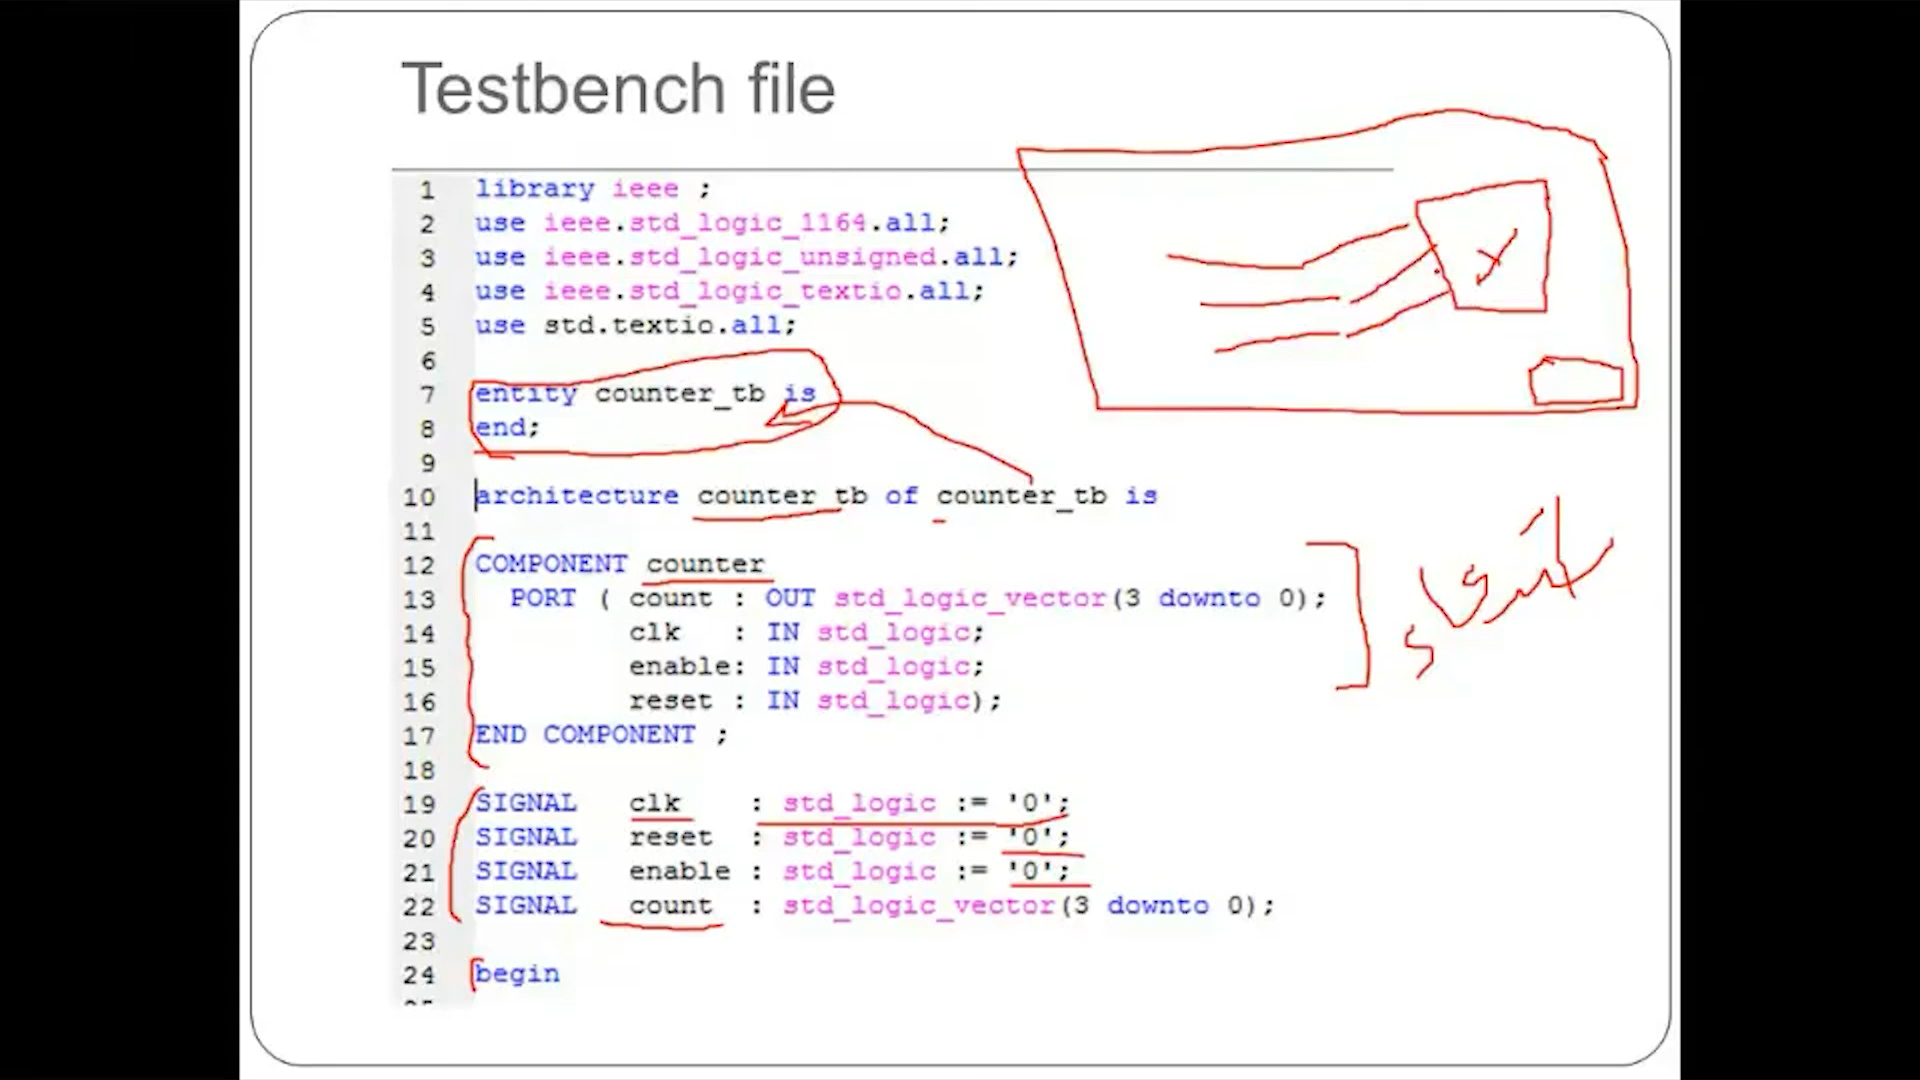 Testbench file
1 library ieee ;
2 use ieee.std_logic_1164.all;
3 use ieee.std_logic_unsigned.all;
4 use ieee.std_logic_textio.all;
5 use std.textio.all;
6
7 entity counter_tb is
8 end;
9
10 architecture counter_tb of counter_tb is
11
12 COMPONENT counter
13 PORT ( count : OUT std_logic_vector(3 downto 0);
14 clk : IN std_logic;
15 enable: IN std_logic;
16 reset : IN std_logic);
17 END COMPONENT ;
18
19 SIGNAL clk : std_logic := '0';
20 SIGNAL reset : std_logic := '0';
21 SIGNAL enable : std_logic := '0';
22 SIGNAL count : std_logic_vector(3 downto 0);
23
24 begin